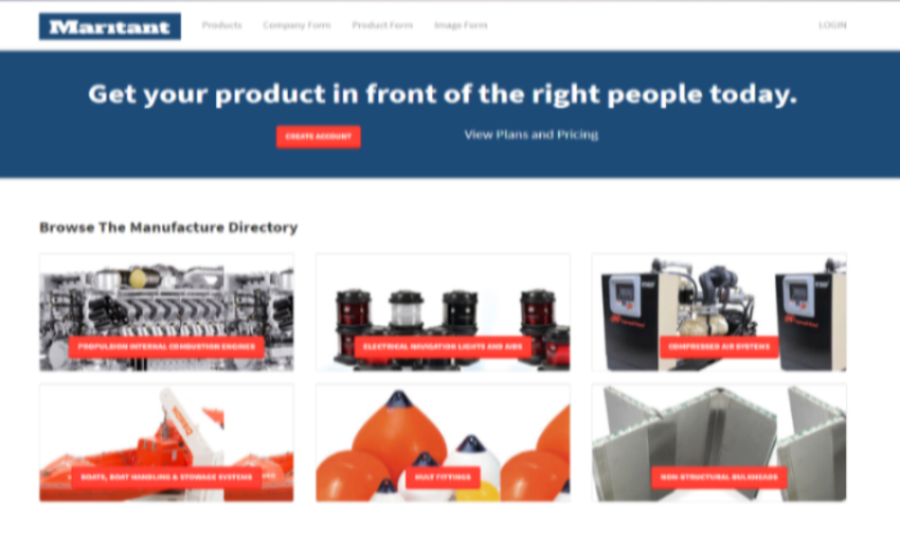 Maritant Products Company Form Product Form Image Form LOGIN
Get your product in front of the right people today.
CREATE ACCOUNT View Plans and Pricing
Browse The Manufacture Directory
PROPULSION INTERNAL COMBUSTION ENGINES ELECTRICAL NAVIGATION LIGHTS AND AIDS COMPRESSED AIR SYSTEMS
BOATS, BOAT HANDLING & STOWAGE SYSTEMS HULL FITTINGS NON STRUCTURAL BULKHEADS